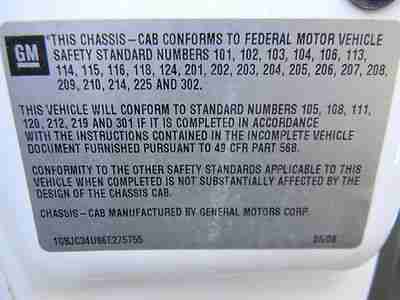 GM
"THIS CHASSIS-CAB CONFORMS TO FEDERAL MOTOR VEHICLE
SAFETY STANDARD NUMBERS 101, 102, 103, 104, 106, 113,
114, 115, 116, 118, 124, 201, 202, 203, 204, 205, 206, 207, 208,
209, 210, 214, 225 AND 302.
THIS VEHICLE WILL CONFORM TO STANDARD NUMBERS 105, 108, 111,
120, 212, 219 AND 301 IF IT IS COMPLETED IN ACCORDANCE
WITH THE INSTRUCTIONS CONTAINED IN THE INCOMPLETE VEHICLE
DOCUMENT FURNISHED PURSUANT TO 49 CFR PART 568.
CONFORMITY TO THE OTHER SAFETY STANDARDS APPLICABLE TO THIS
VEHICLE WHEN COMPLETED IS NOT SUBSTANTIALLY AFFECTED BY THE
DESIGN OF THE CHASSIS CAB.
CHASSIS-CAB MANUFACTURED BY GENERAL MOTORS CORP.